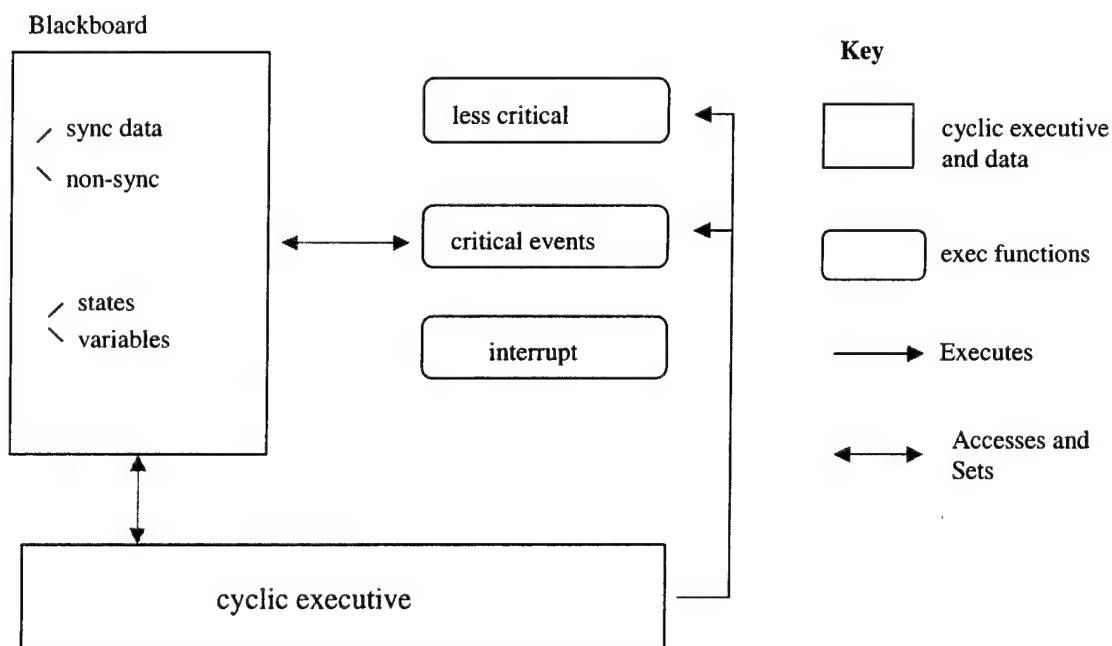 Blackboard
sync data
non-sync
states
variables
less critical
critical events
interrupt
cyclic executive
Key
cyclic executive
and data
exec functions
Executes
Accesses and
Sets